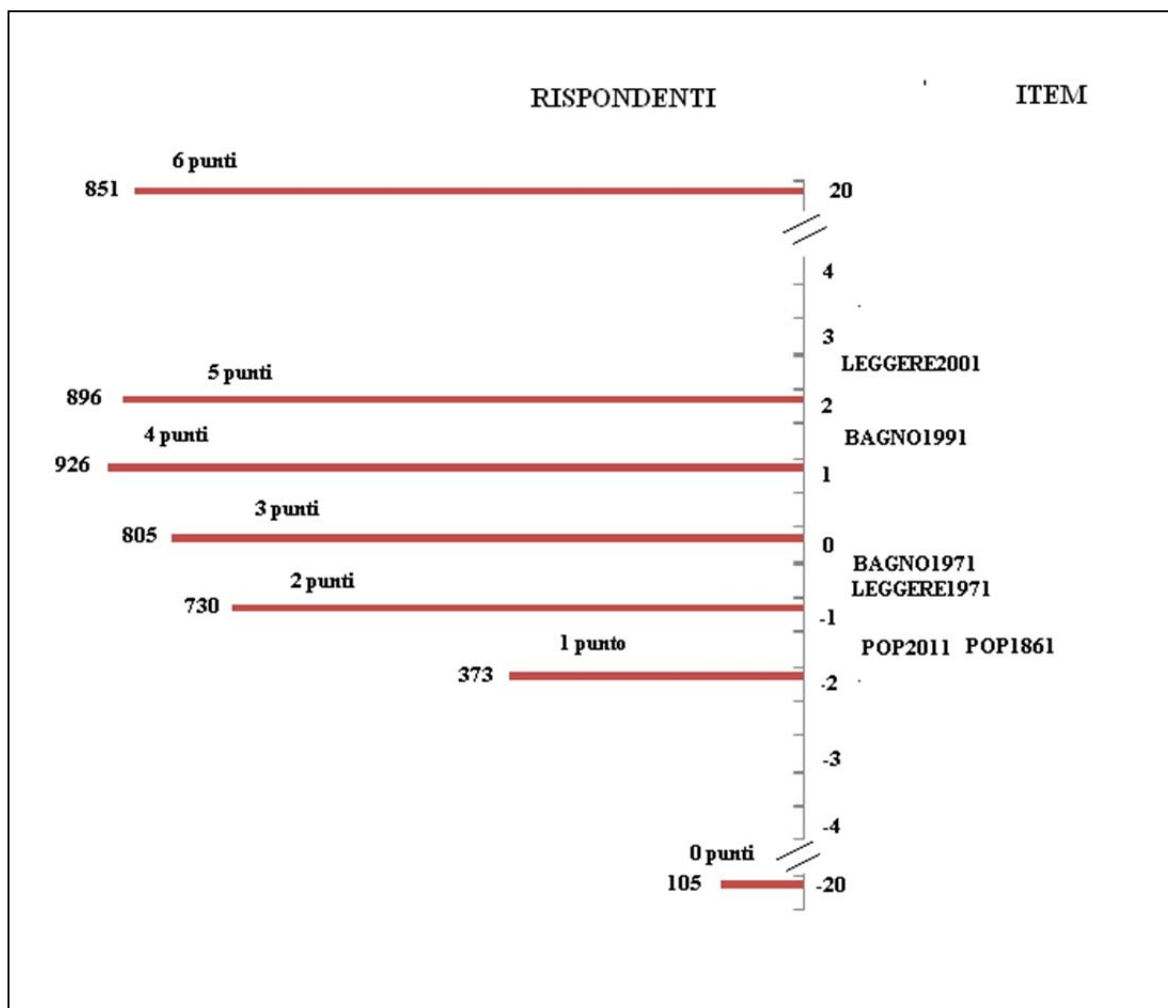 RISPONDENTI ITEM
6 punti
851 20
4
3
LEGGERE2001
5 punti
896 2
4 punti BAGNO1991
926 1
3 punti
805 0
BAGNO1971
2 punti LEGGERE1971
730 -1
1 punto POP2011 POP1861
373 -2
-3
-4
0 punti
105 -20